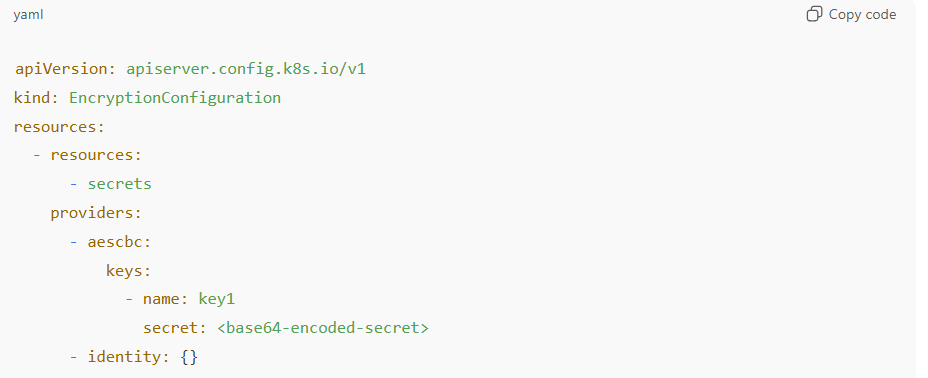 yaml
Copy code
apiVersion: apiserver.config.k8s.io/v1
kind: EncryptionConfiguration
resources:
  - resources:
      - secrets
    providers:
      - aescbc:
          keys:
            - name: key1
              secret: <base64-encoded-secret>
      - identity: {}